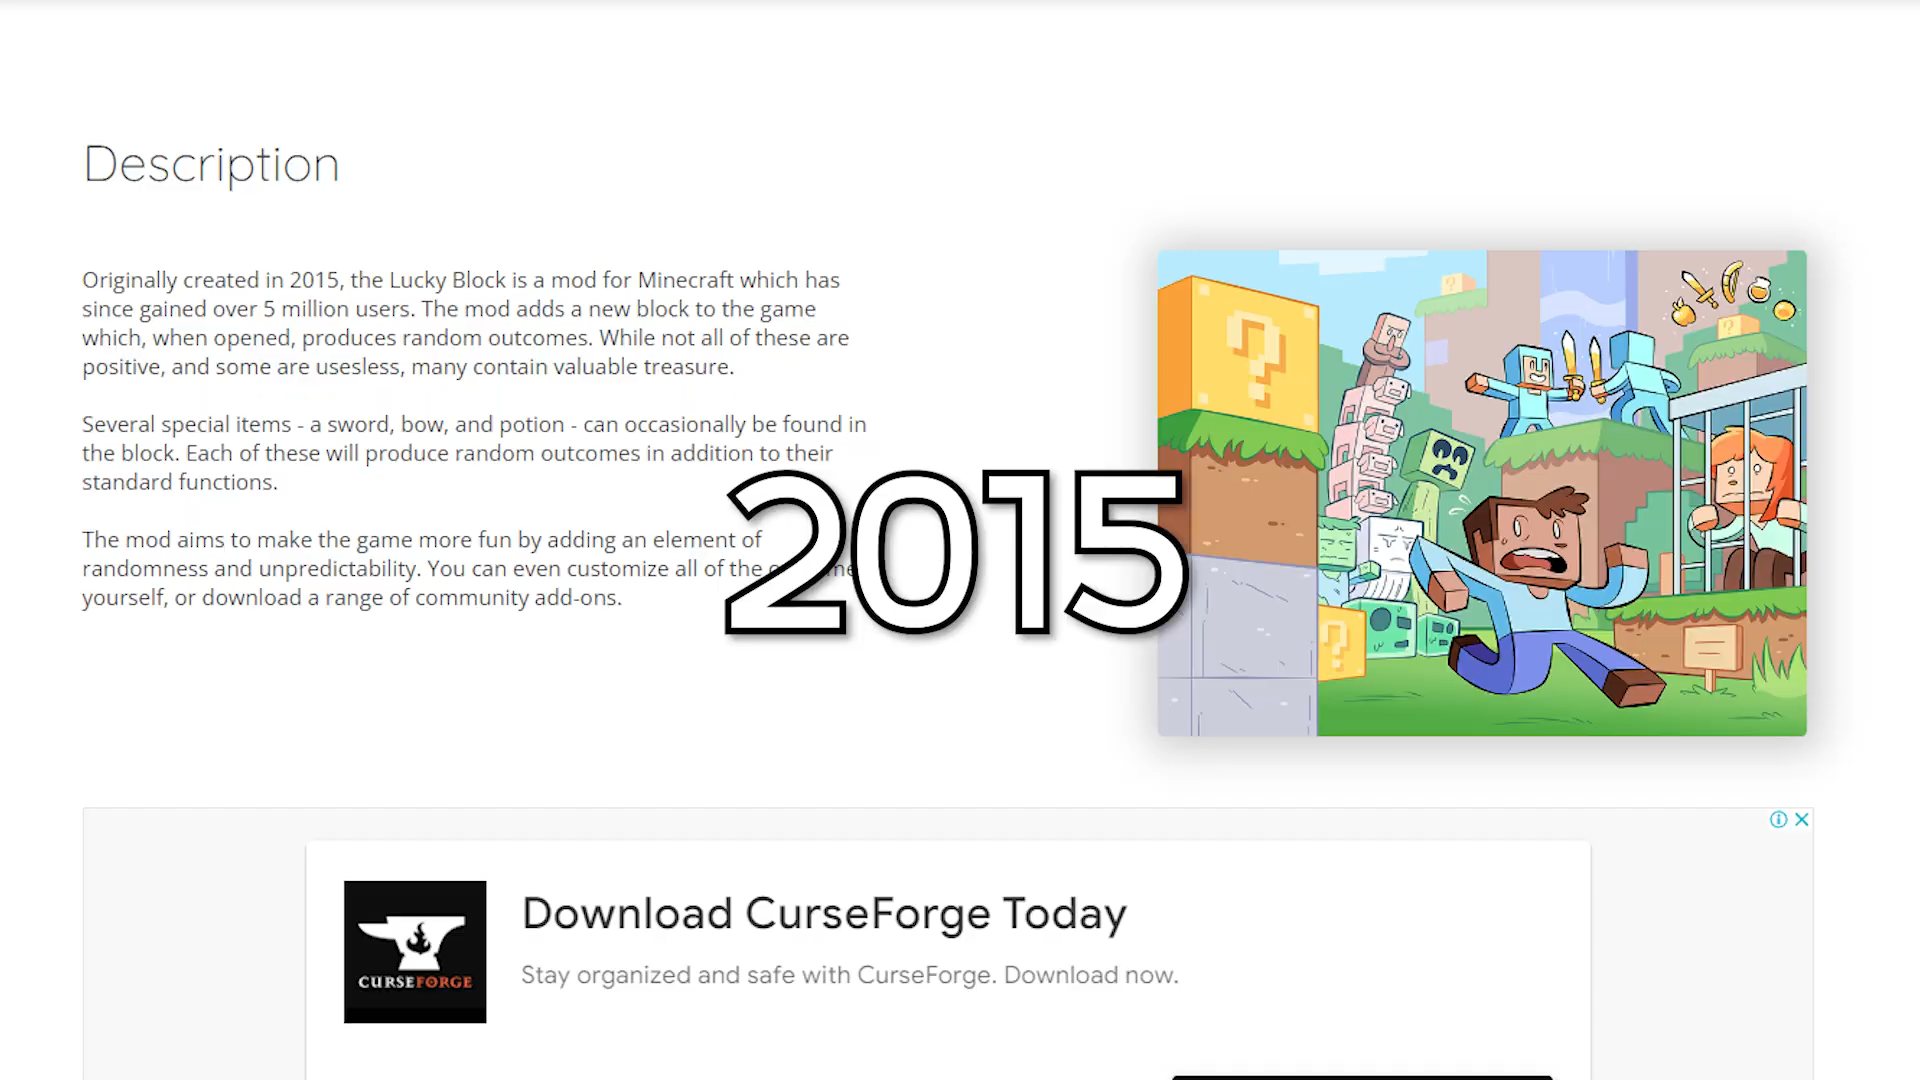 Description
Originally created in 2015, the Lucky Block is a mod for Minecraft which has
since gained over 5 million users. The mod adds a new block to the game
which, when opened, produces random outcomes. While not all of these are
positive, and some are usesless, many contain valuable treasure.
Several special items - a sword, bow, and potion - can occasionally be found in
the block. Each of these will produce random outcomes in addition to their
standard functions.
The mod aims to make the game more fun by adding an element of
randomness and unpredictability. You can even customize all of the
yourself, or download a range of community add-ons.
2015
?
?
?
?
CURSEFORGE
Download CurseForge Today
Stay organized and safe with CurseForge. Download now.